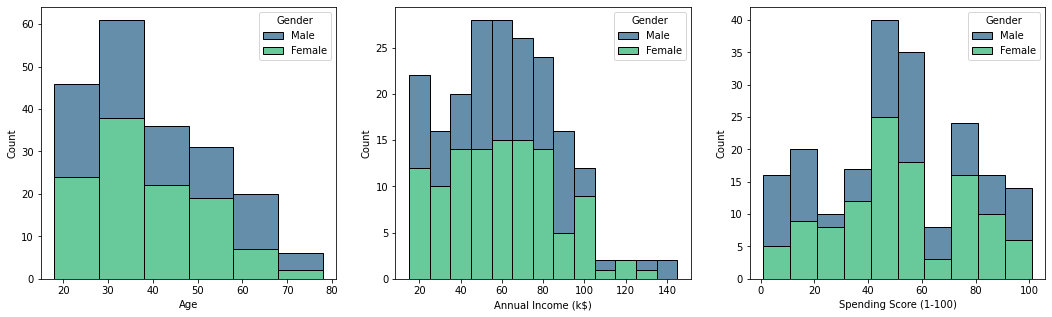 Gender
Male
Female
60
50
40
30
20
10
0
Count
20 30 40 50 60 70 80
Age
Gender
Male
Female
25
20
15
10
5
0
Count
20 40 60 80 100 120 140
Annual Income (k$)
Gender
Male
Female
40
35
30
25
20
15
10
5
0
Count
0 20 40 60 80 100
Spending Score (1-100)